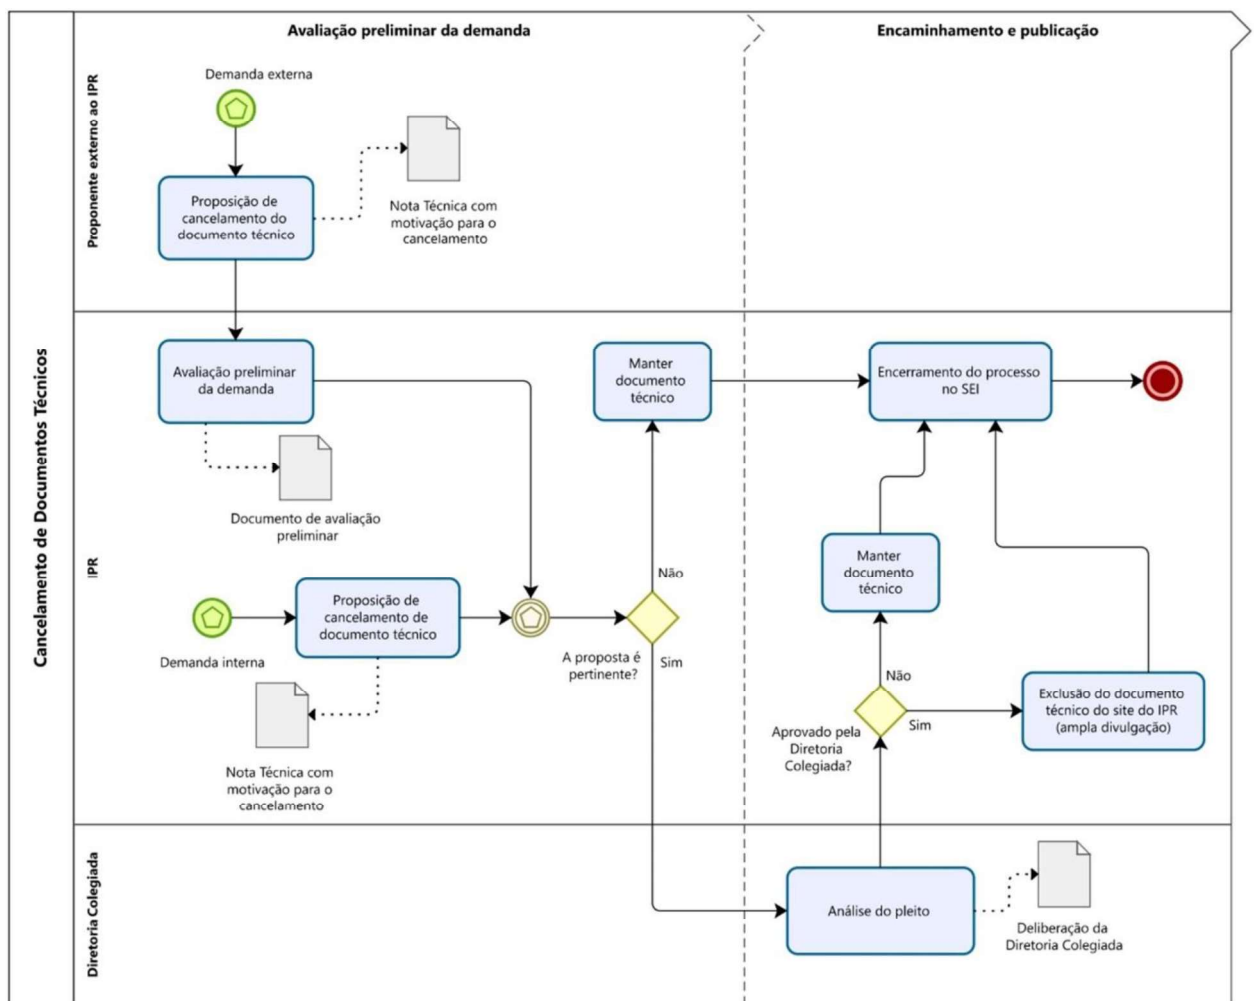 Avaliação preliminar da demanda
Encaminhamento e publicação
Cancelamento de Documentos Técnicos
Proponente externo ao IPR
Demanda externa
Proposição de
cancelamento do
documento técnico
Nota Técnica com
motivação para o
cancelamento
IPR
Avaliação preliminar
da demanda
Documento de avaliação
preliminar
Manter
documento
técnico
Encerramento do processo
no SEI
Demanda interna
Proposição de
cancelamento de
documento técnico
Nota Técnica com
motivação para o
cancelamento
A proposta é
pertinente?
Não
Sim
Manter
documento
técnico
Não
Sim
Aprovado pela
Diretoria
Colegiada?
Exclusão do documento
técnico do site do IPR
(ampla divulgação)
Diretoria Colegiada
Análise do pleito
Deliberação da
Diretoria Colegiada